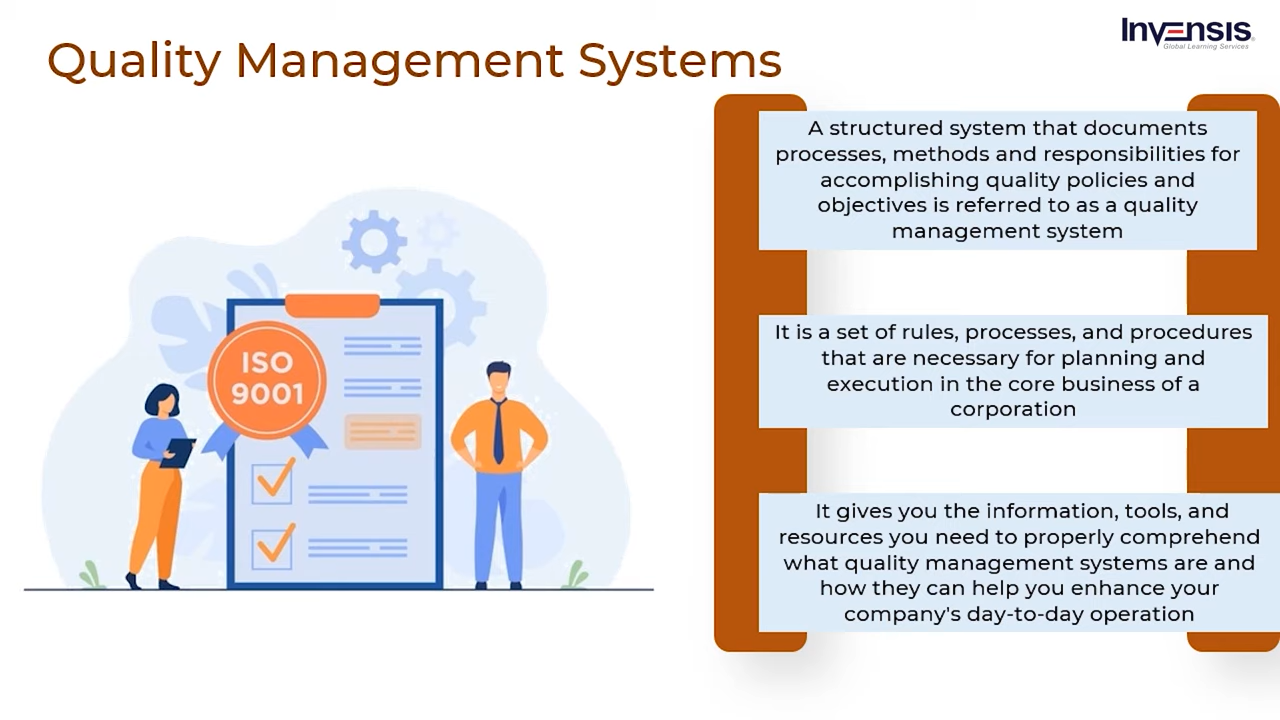 Quality Management Systems
Invensis
Global Learning Services
A structured system that documents
processes, methods and responsibilities for
accomplishing quality policies and
objectives is referred to as a quality
management system
ISO
9001
It is a set of rules, processes, and procedures
that are necessary for planning and
execution in the core business of a
corporation
It gives you the information, tools, and
resources you need to properly comprehend
what quality management systems are and
how they can help you enhance your
company's day-to-day operation